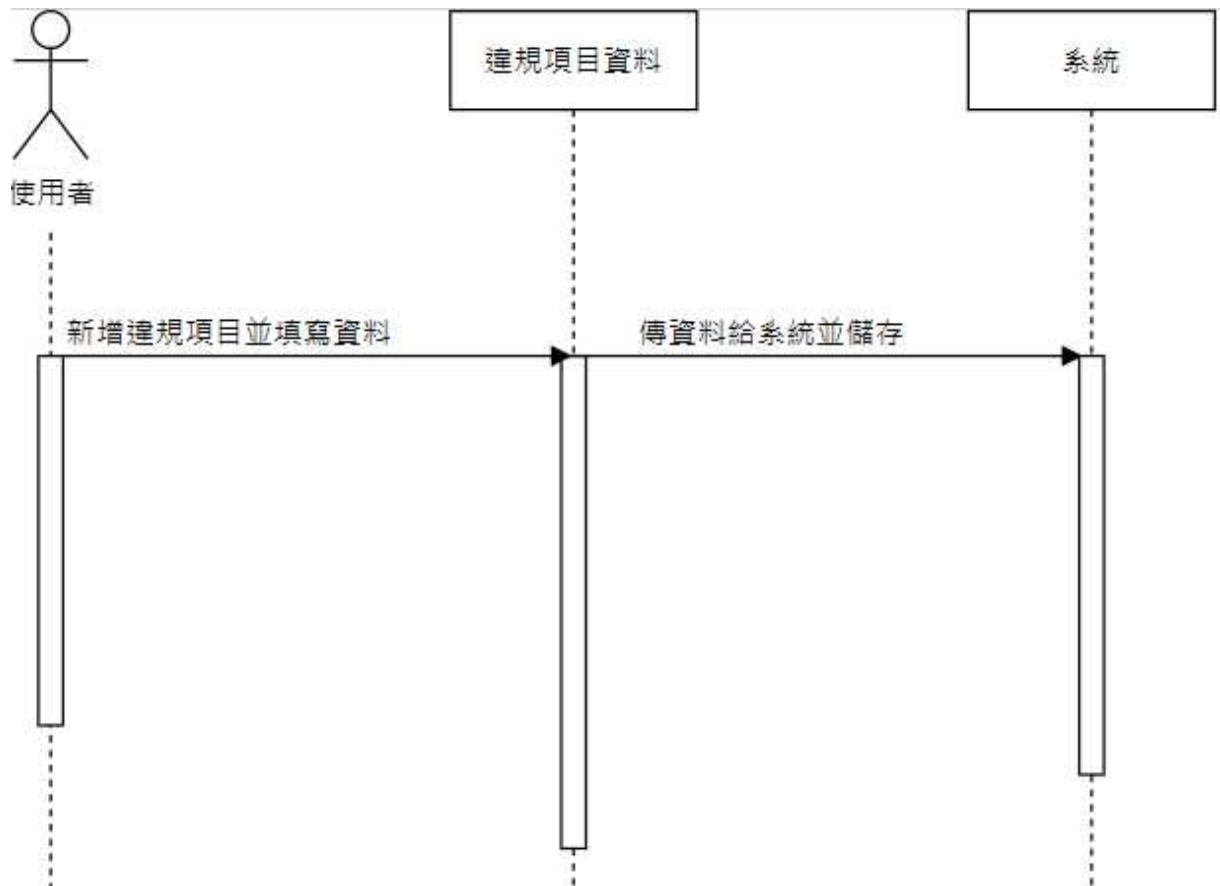 違規項目資料
系統
使用者
新增違規項目並填寫資料
傳資料給系統並儲存